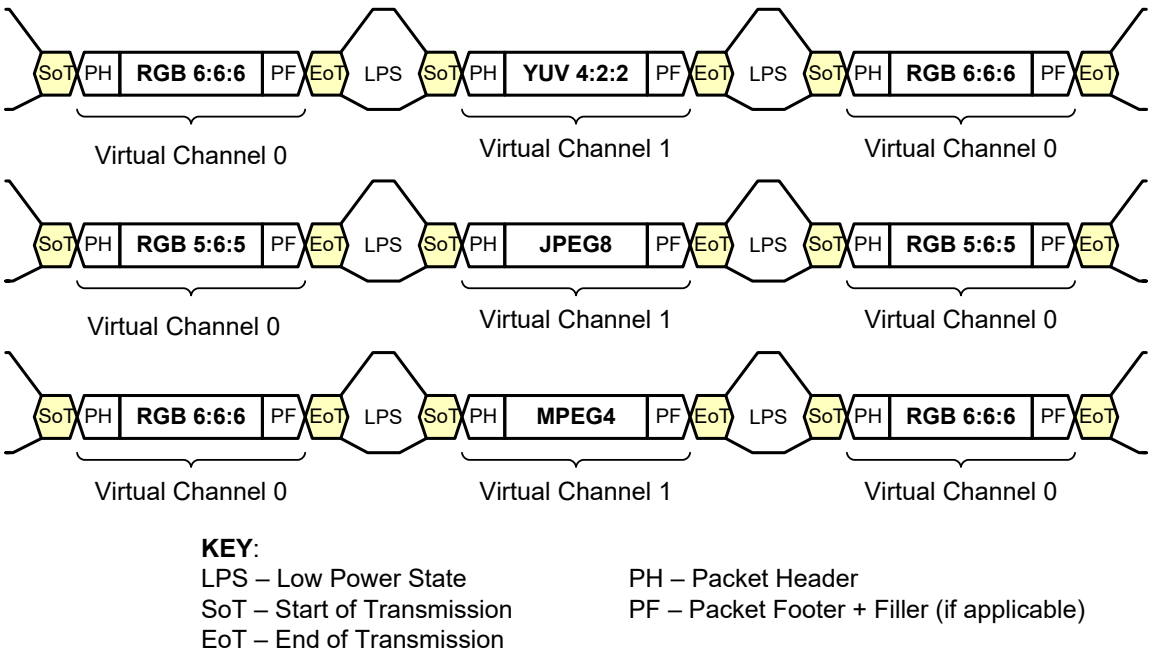 SoT PH RGB 6:6:6 PF EoT LPS SoT PH YUV 4:2:2 PF EoT LPS SoT PH RGB 6:6:6 PF EoT
Virtual Channel 0 Virtual Channel 1 Virtual Channel 0
SoT PH RGB 5:6:5 PF EoT LPS SoT PH JPEG8 PF EoT LPS SoT PH RGB 5:6:5 PF EoT
Virtual Channel 0 Virtual Channel 1 Virtual Channel 0
SoT PH RGB 6:6:6 PF EoT LPS SoT PH MPEG4 PF EoT LPS SoT PH RGB 6:6:6 PF EoT
Virtual Channel 0 Virtual Channel 1 Virtual Channel 0
KEY:
LPS – Low Power State
SoT – Start of Transmission
EoT – End of Transmission
PH – Packet Header
PF – Packet Footer + Filler (if applicable)